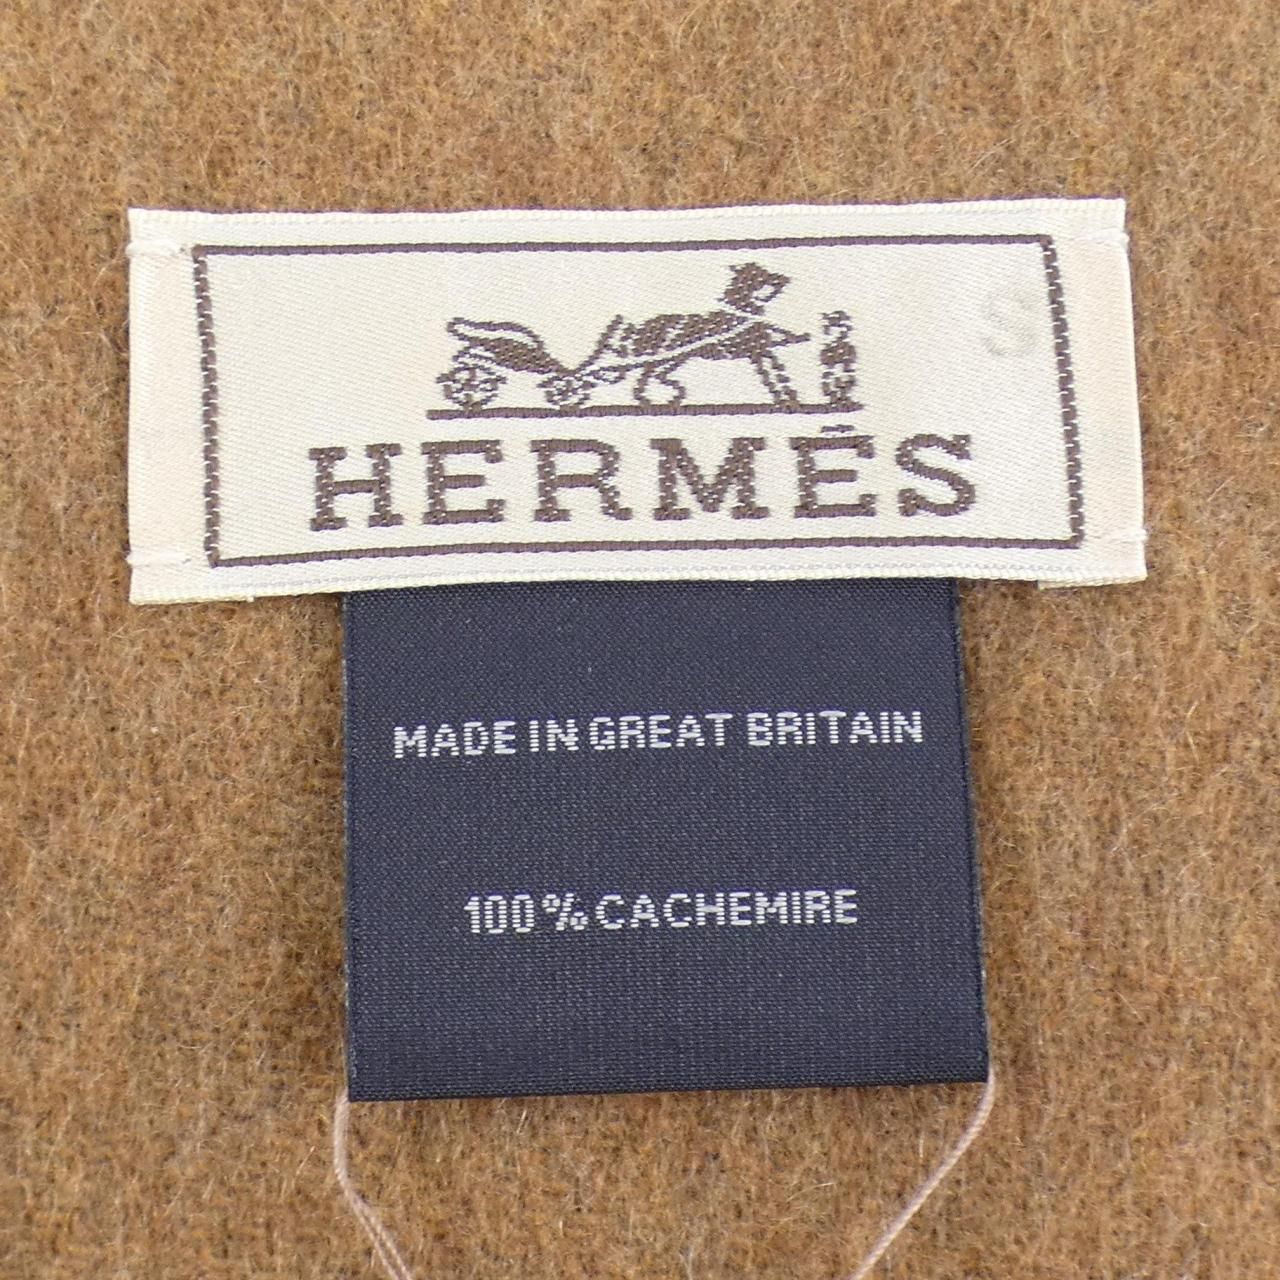 S
HERMÈS
MADE IN GREAT BRITAIN
100% CACHEMIRE